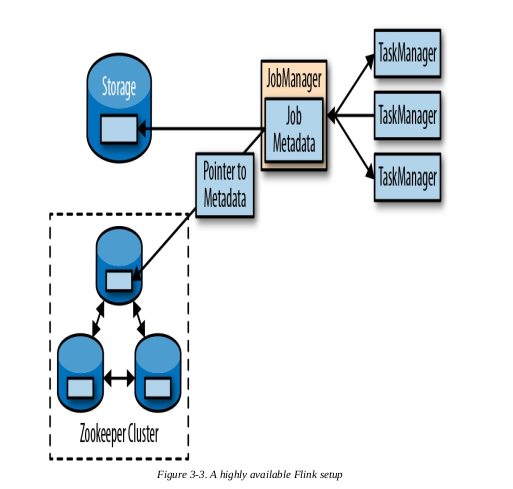 Storage
JobManager
Job
Metadata
TaskManager
TaskManager
TaskManager
Pointer to
Metadata
Zookeeper Cluster
Figure 3-3. A highly available Flink setup